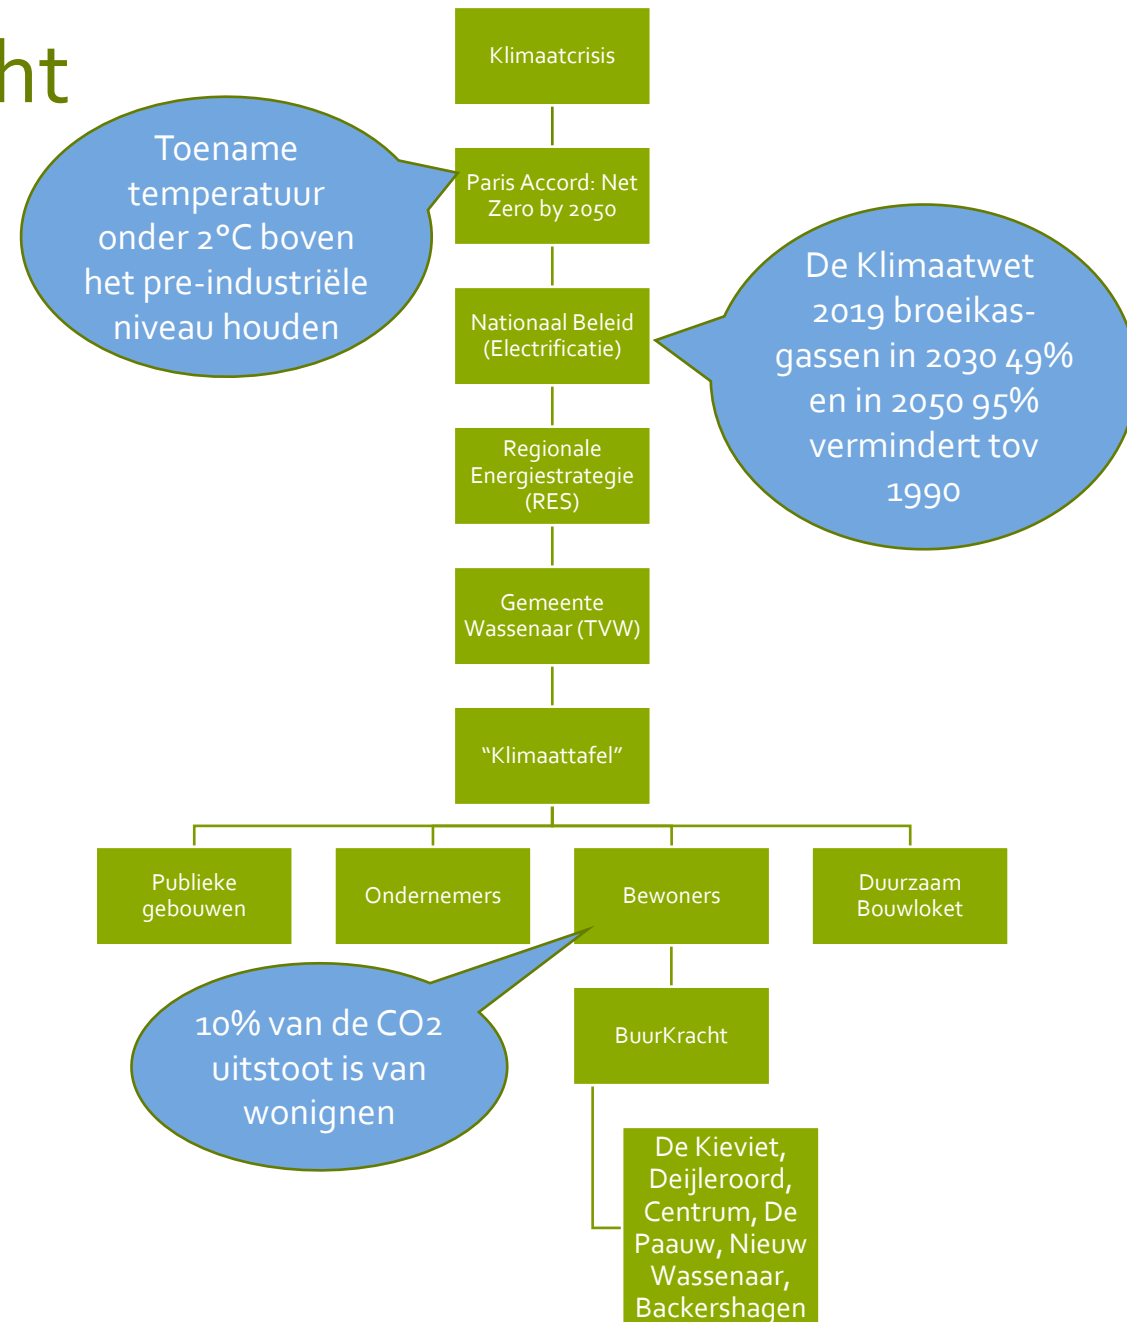 ht
Klimaatcrisis
Toename
temperatuur
onder 2°C boven
het pre-industriële
niveau houden
Paris Accord: Net
Zero by 2050
De Klimaatwet
2019 broeikas-
gassen in 2030 49%
en in 2050 95%
vermindert tov
1990
Nationaal Beleid
(Electrificatie)
Regionale
Energiestrategie
(RES)
Gemeente
Wassenaar (TVW)
“Klimaattafel”
Publieke
gebouwen
Ondernemers
Bewoners
Duurzaam
Bouwloket
10% van de CO2
uitstoot is van
wonignen
BuurKracht
De Kieviet,
Deijleroord,
Centrum, De
Paauw, Nieuw
Wassenaar,
Backershagen